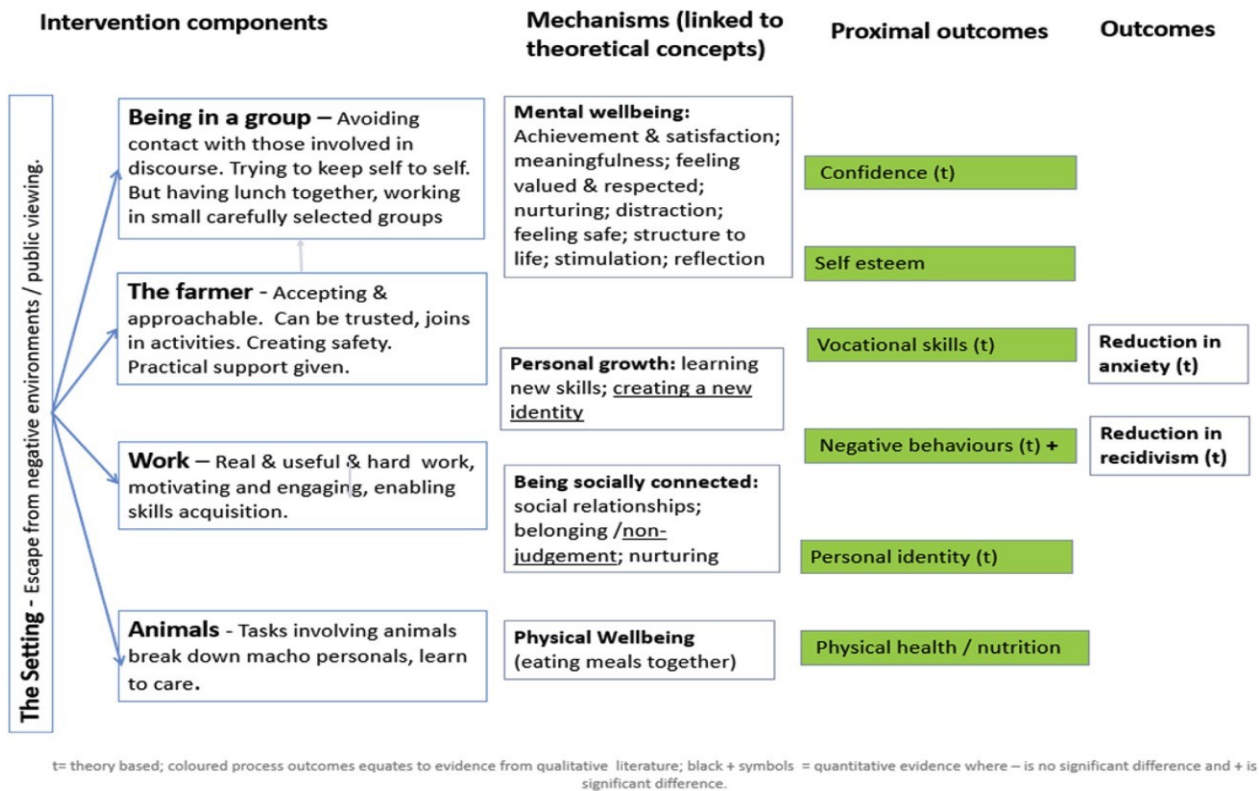 Intervention components
Mechanisms (linked to
theoretical concepts)
Proximal outcomes
Outcomes
The Setting - Escape from negative environments / public viewing.
Being in a group – Avoiding
contact with those involved in
discourse. Trying to keep self to self.
But having lunch together, working
in small carefully selected groups
The farmer - Accepting &
approachable. Can be trusted, joins
in activities. Creating safety.
Practical support given.
Work – Real & useful & hard work,
motivating and engaging, enabling
skills acquisition.
Animals - Tasks involving animals
break down macho personals, learn
to care.
Mental wellbeing:
Achievement & satisfaction;
meaningfulness; feeling
valued & respected;
nurturing; distraction;
feeling safe; structure to
life; stimulation; reflection
Personal growth: learning
new skills; creating a new
identity
Being socially connected:
social relationships;
belonging /non-
judgement; nurturing
Physical Wellbeing
(eating meals together)
Confidence (t)
Self esteem
Vocational skills (t)
Negative behaviours (t) +
Personal identity (t)
Physical health / nutrition
Reduction in
anxiety (t)
Reduction in
recidivism (t)
t= theory based; coloured process outcomes equates to evidence from qualitative literature; black + symbols = quantitative evidence where – is no significant difference and + is
significant difference.